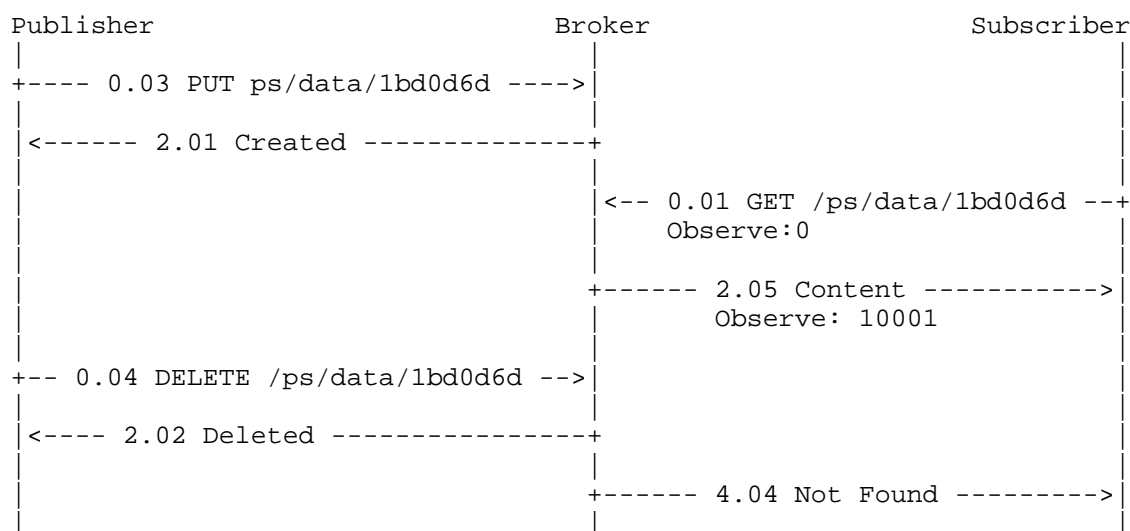 Publisher Broker Subscriber
0.03 PUT ps/data/1bd0d6d
2.01 Created
0.01 GET /ps/data/1bd0d6d
Observe:0
2.05 Content
Observe: 10001
0.04 DELETE /ps/data/1bd0d6d
2.02 Deleted
4.04 Not Found